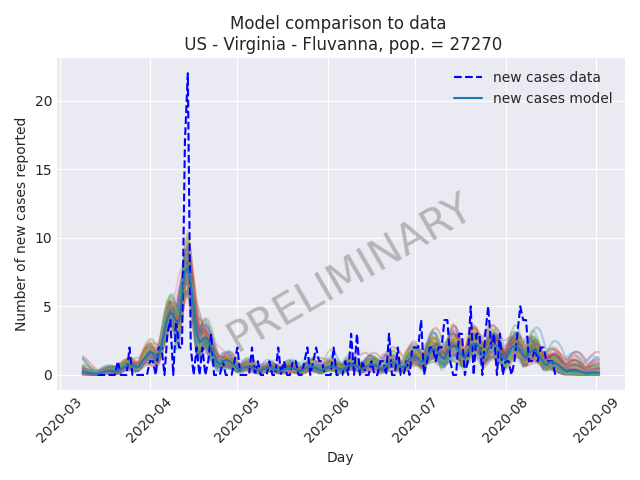 Model comparison to data
US - Virginia - Fluvanna, pop. = 27270
new cases data
new cases model
Number of new cases reported
20
15
10
5
0
PRELIMINARY
2020-03
2020-04
2020-05
2020-06
2020-07
2020-08
2020-09
Day